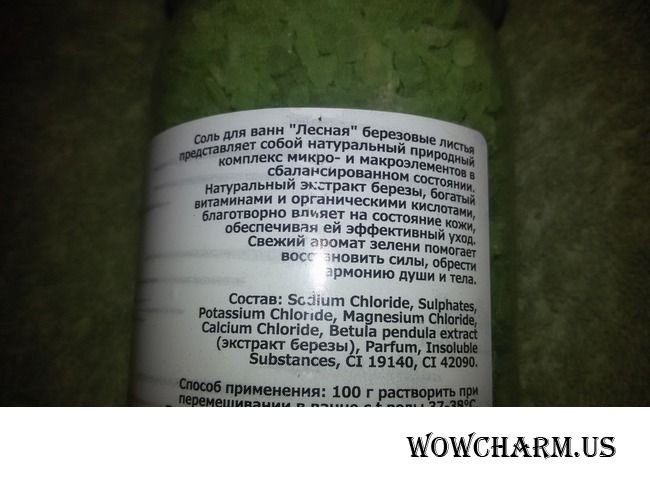 Соль для ванн "Лесная" березовые листья
представляет собой натуральный природный
комплекс микро- и макроэлементов в
сбалансированном состоянии.
Натуральный экстракт березы, богатый
витаминами и органическими кислотами,
благотворно влияет на состояние кожи,
обеспечивая ей эффективный уход.
Свежий аромат зелени помогает
восстановить силы, обрести
гармонию души и тела.
Состав: Sodium Chloride, Sulphates,
Potassium Chloride, Magnesium Chloride,
Calcium Chloride, Betula pendula extract
(экстракт березы), Parfum, Insoluble
Substances, CI 19140, CI 42090.
Способ применения: 100 г растворить при
перемешивании в ванне с t воды 37-38°С.
WOWCHARM.US